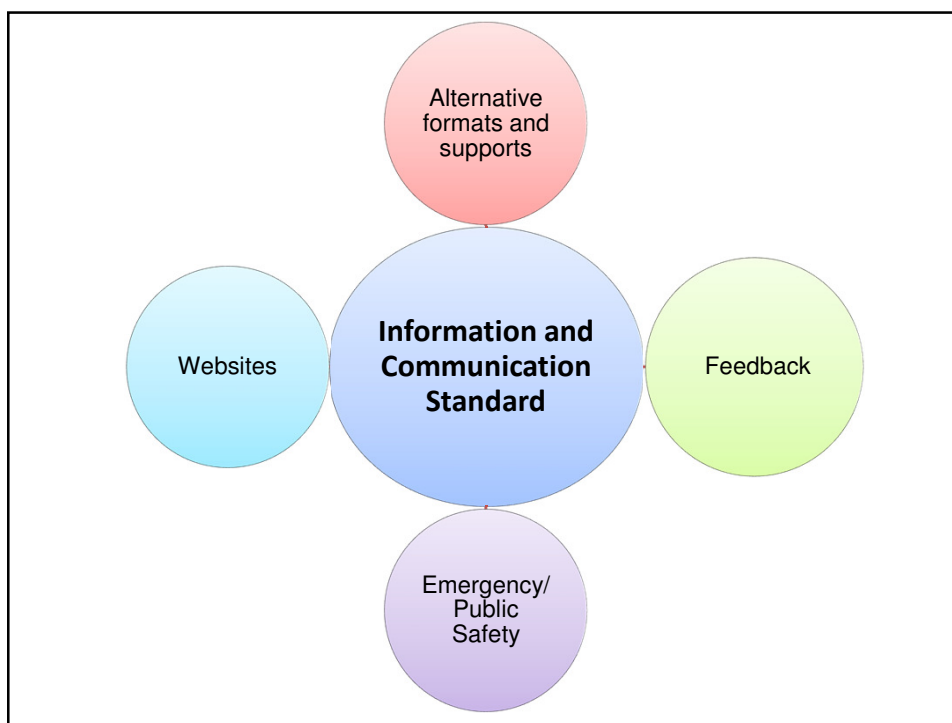 Alternative
formats and
supports
Websites
Information and
Communication
Standard
Feedback
Emergency/
Public
Safety